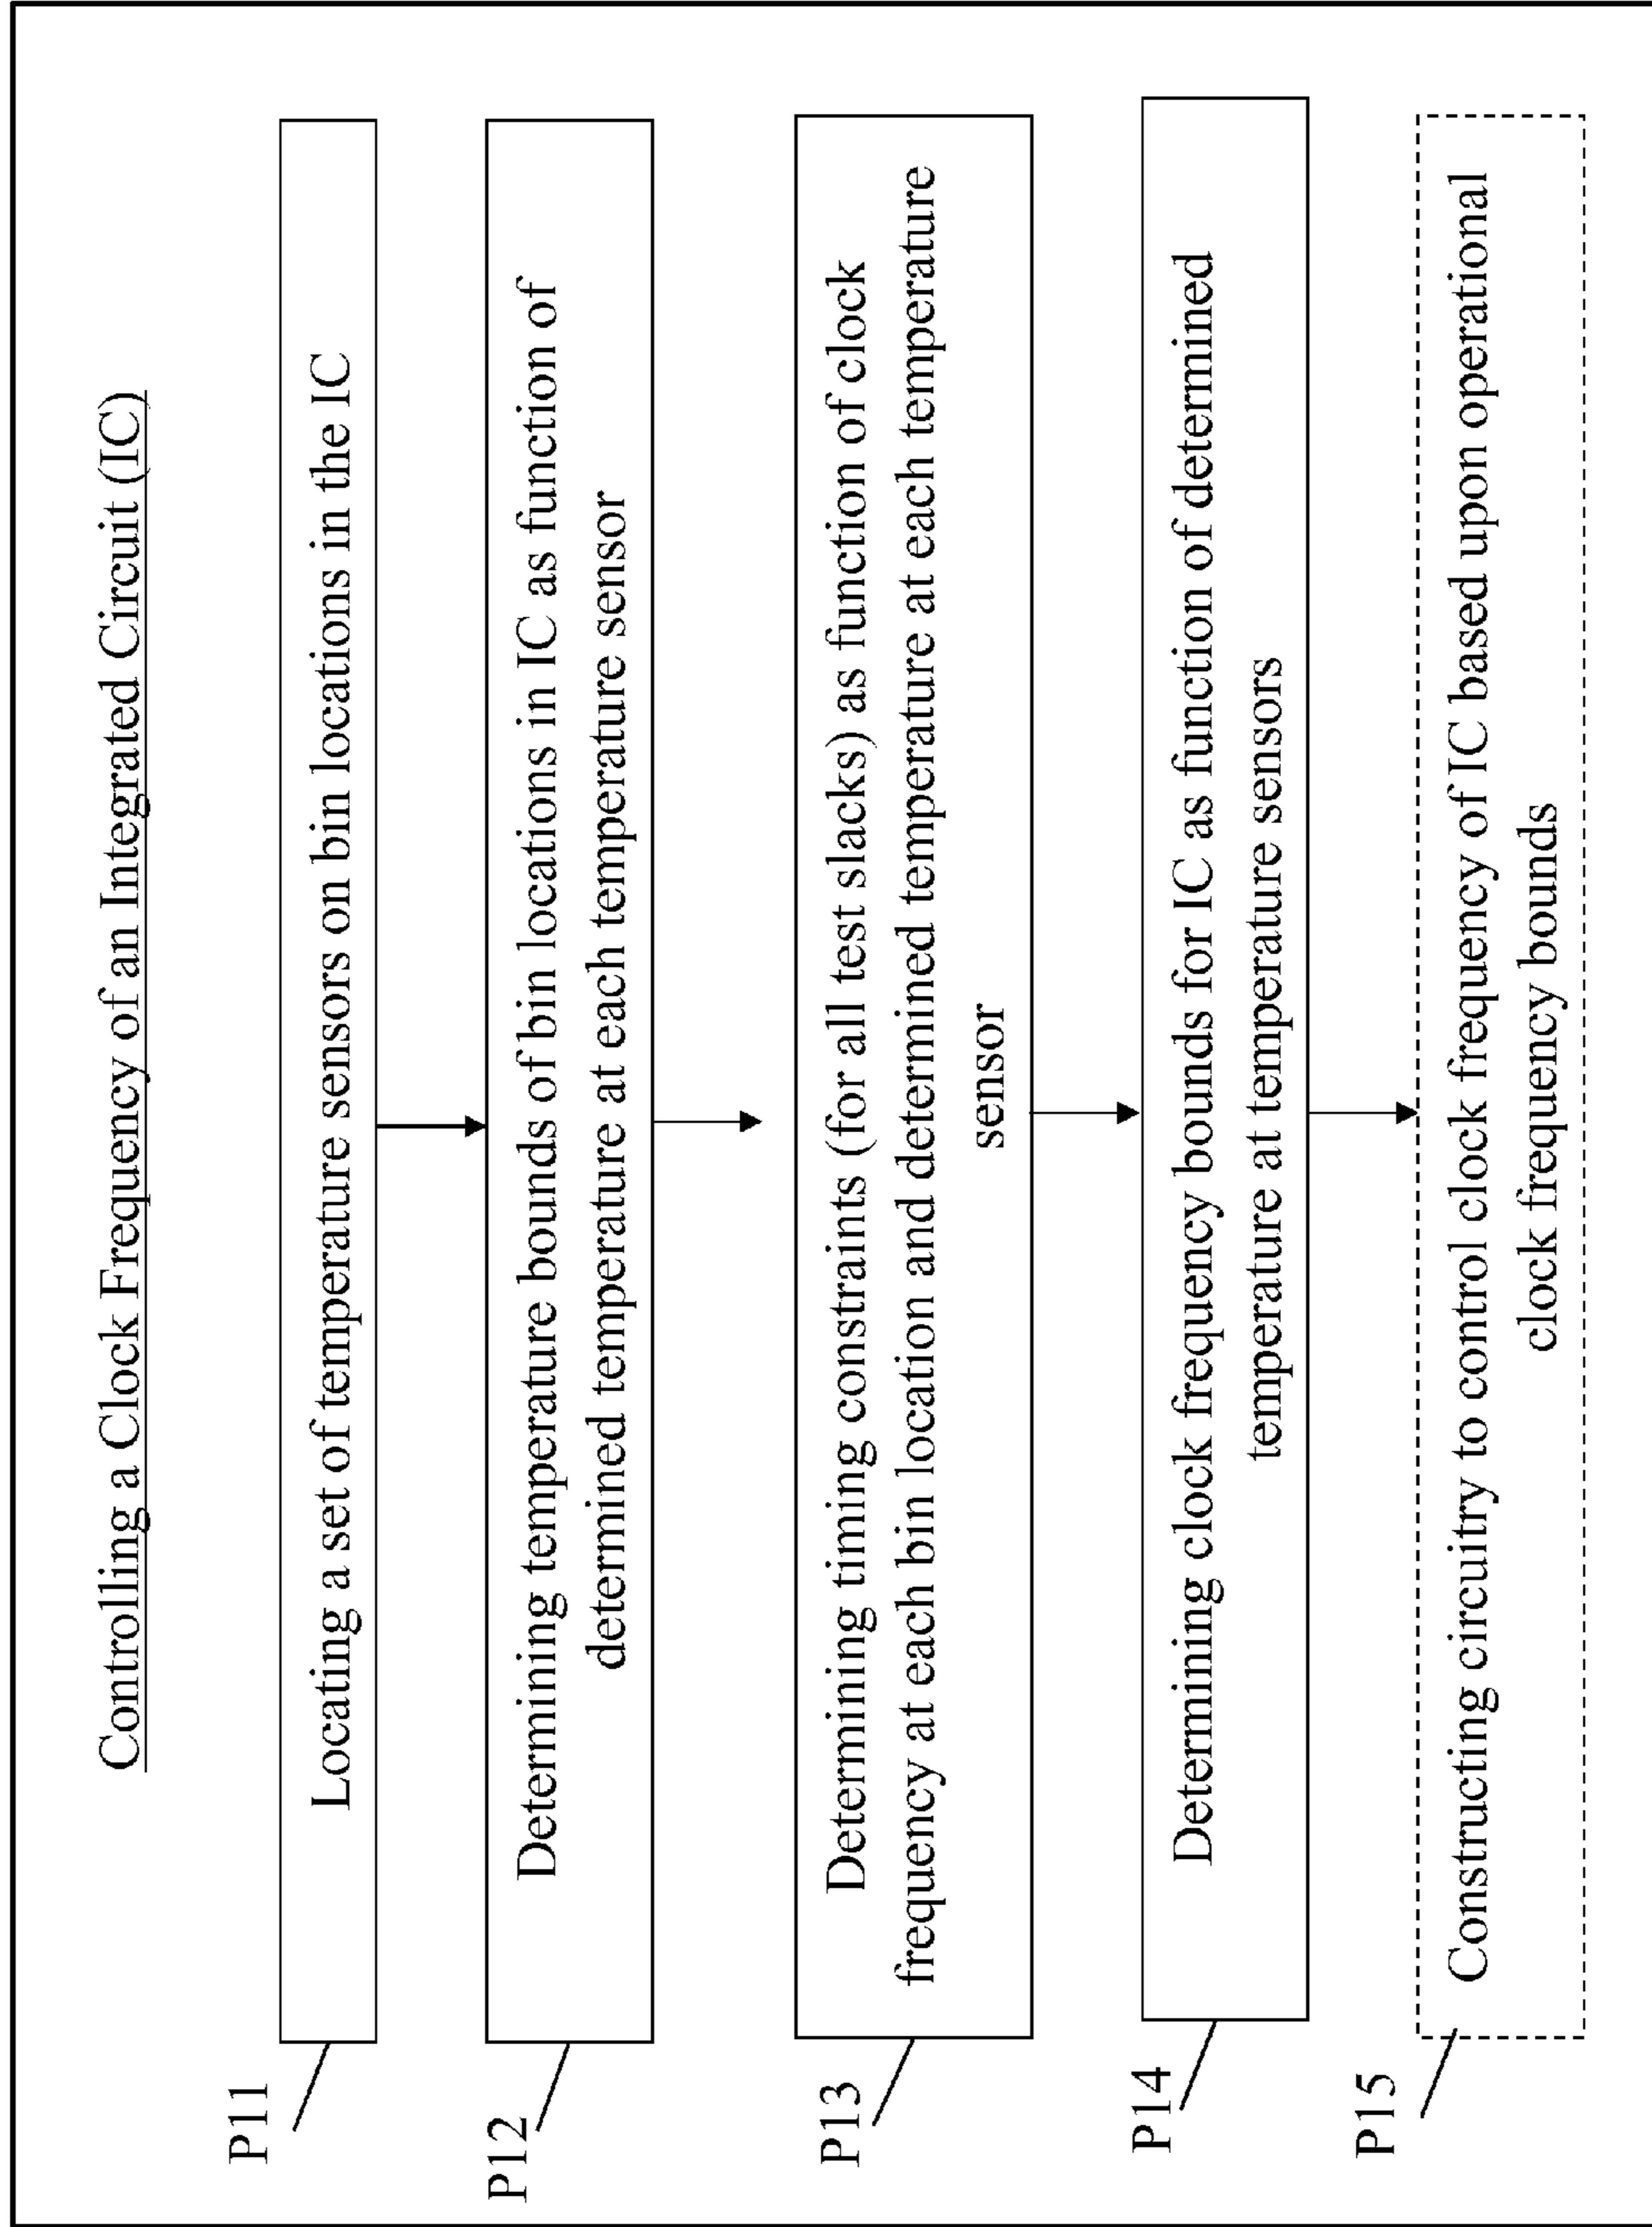 Controlling a Clock Frequency of an Integrated Circuit (IC)
P11
Locating a set of temperature sensors on bin locations in the IC
P12
Determining temperature bounds of bin locations in IC as function of
determined temperature at each temperature sensor
P13
Determining timing constraints (for all test slacks) as function of clock
frequency at each bin location and determined temperature at each temperature
sensor
P14
Determining clock frequency bounds for IC as function of determined
temperature at temperature sensors
P15
Constructing circuitry to control clock frequency of IC based upon operational
clock frequency bounds